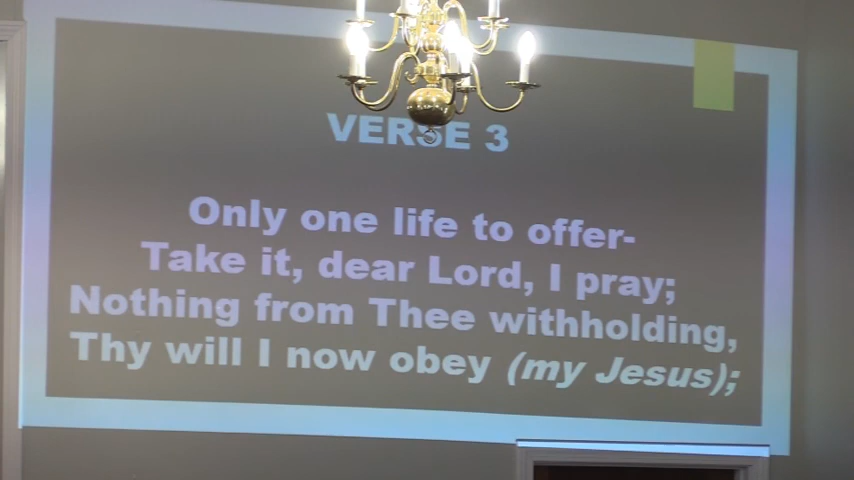 VERSE 3
Only one life to offer-
Take it, dear Lord, I pray;
Nothing from Thee withholding,
Thy will I now obey (my Jesus);